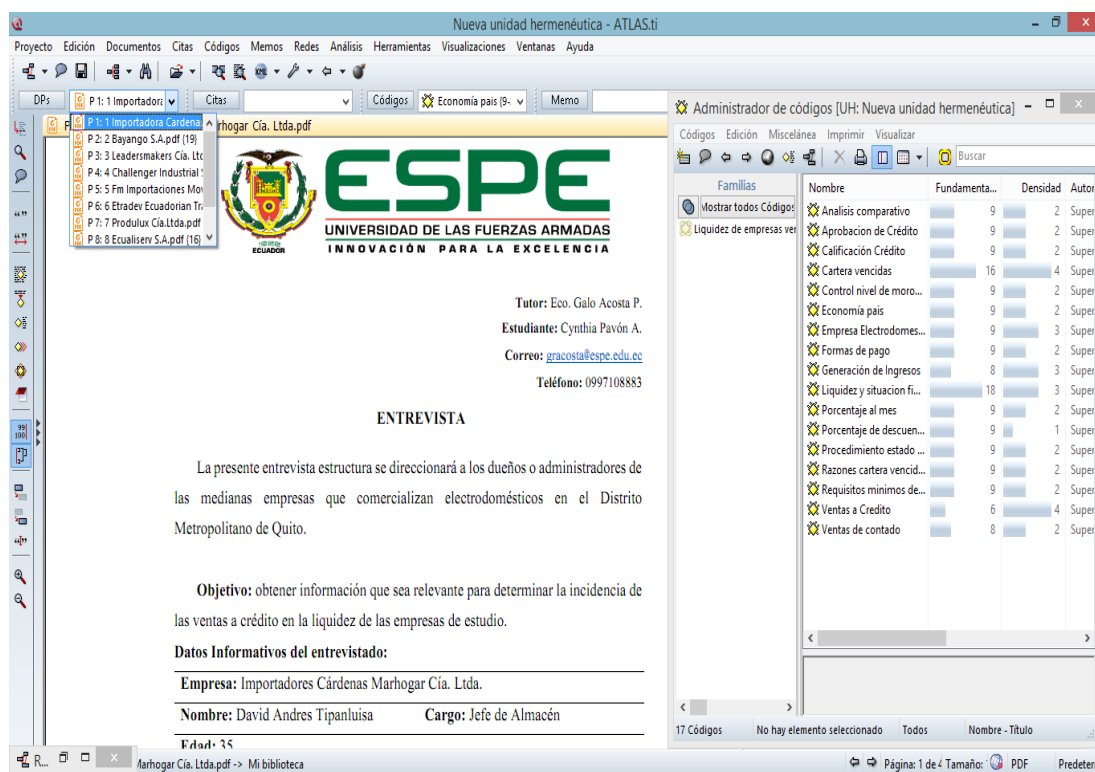 Nueva unidad hermenéutica - ATLAS.ti
Proyecto Edición Documentos Citas Códigos Memos Redes Análisis Herramientas Visualizaciones Ventanas Ayuda
DPs P 1: 1 Importadora Citas Códigos Economía pais {9- Memo
P 1: 1 Importadora Cardenas
P 2: 2 Bayango S.A.pdf {19}
P 3: 3 Leadersmakers Cía. Ltd
P 4: 4 Challenger Industrial
P 5: 5 Fm Importaciones Mov
P 6: 6 Etradev Ecuadorian Tr
P 7: 7 Produlux Cía.Ltda.pdf
P 8: 8 Ecualiserv S.A.pdf {16}
rhogar Cía. Ltda.pdf
ECUADOR
ESPE
UNIVERSIDAD DE LAS FUERZAS ARMADAS
INNOVACIÓN PARA LA EXCELENCIA
Tutor: Eco. Galo Acosta P.
Estudiante: Cynthia Pavón A.
Correo: gracosta@espe.edu.ec
Teléfono: 0997108883
ENTREVISTA
La presente entrevista estructura se direccionará a los dueños o administradores de
las medianas empresas que comercializan electrodomésticos en el Distrito
Metropolitano de Quito.
Objetivo: obtener información que sea relevante para determinar la incidencia de
las ventas a crédito en la liquidez de las empresas de estudio.
Datos Informativos del entrevistado:
Empresa: Importadores Cárdenas Marhogar Cía. Ltda.
Nombre: David Andres Tipanluisa Cargo: Jefe de Almacén
Edad: 35
R... Marhogar Cía. Ltda.pdf -> Mi biblioteca
Página: 1 de 4 Tamaño: PDF Predeter
Administrador de códigos [UH: Nueva unidad hermenéutica]
Códigos Edición Miscelánea Imprimir Visualizar
Buscar
Familias
Mostrar todos Códigos
Liquidez de empresas ver
Nombre Fundamenta... Densidad Autor
Analisis comparativo 9 2 Super
Aprobacion de Crédito 9 2 Super
Calificación Crédito 9 2 Super
Cartera vencidas 16 4 Super
Control nivel de moro... 9 2 Super
Economía pais 9 2 Super
Empresa Electrodomes... 9 3 Super
Formas de pago 9 2 Super
Generación de Ingresos 8 3 Super
Liquidez y situacion fi... 18 3 Super
Porcentaje al mes 9 2 Super
Porcentaje de descuen... 9 1 Super
Procedimiento estado ... 9 2 Super
Razones cartera vencid... 9 2 Super
Requisitos minimos de... 9 2 Super
Ventas a Credito 6 4 Super
Ventas de contado 8 2 Super
17 Códigos No hay elemento seleccionado Todos Nombre - Título